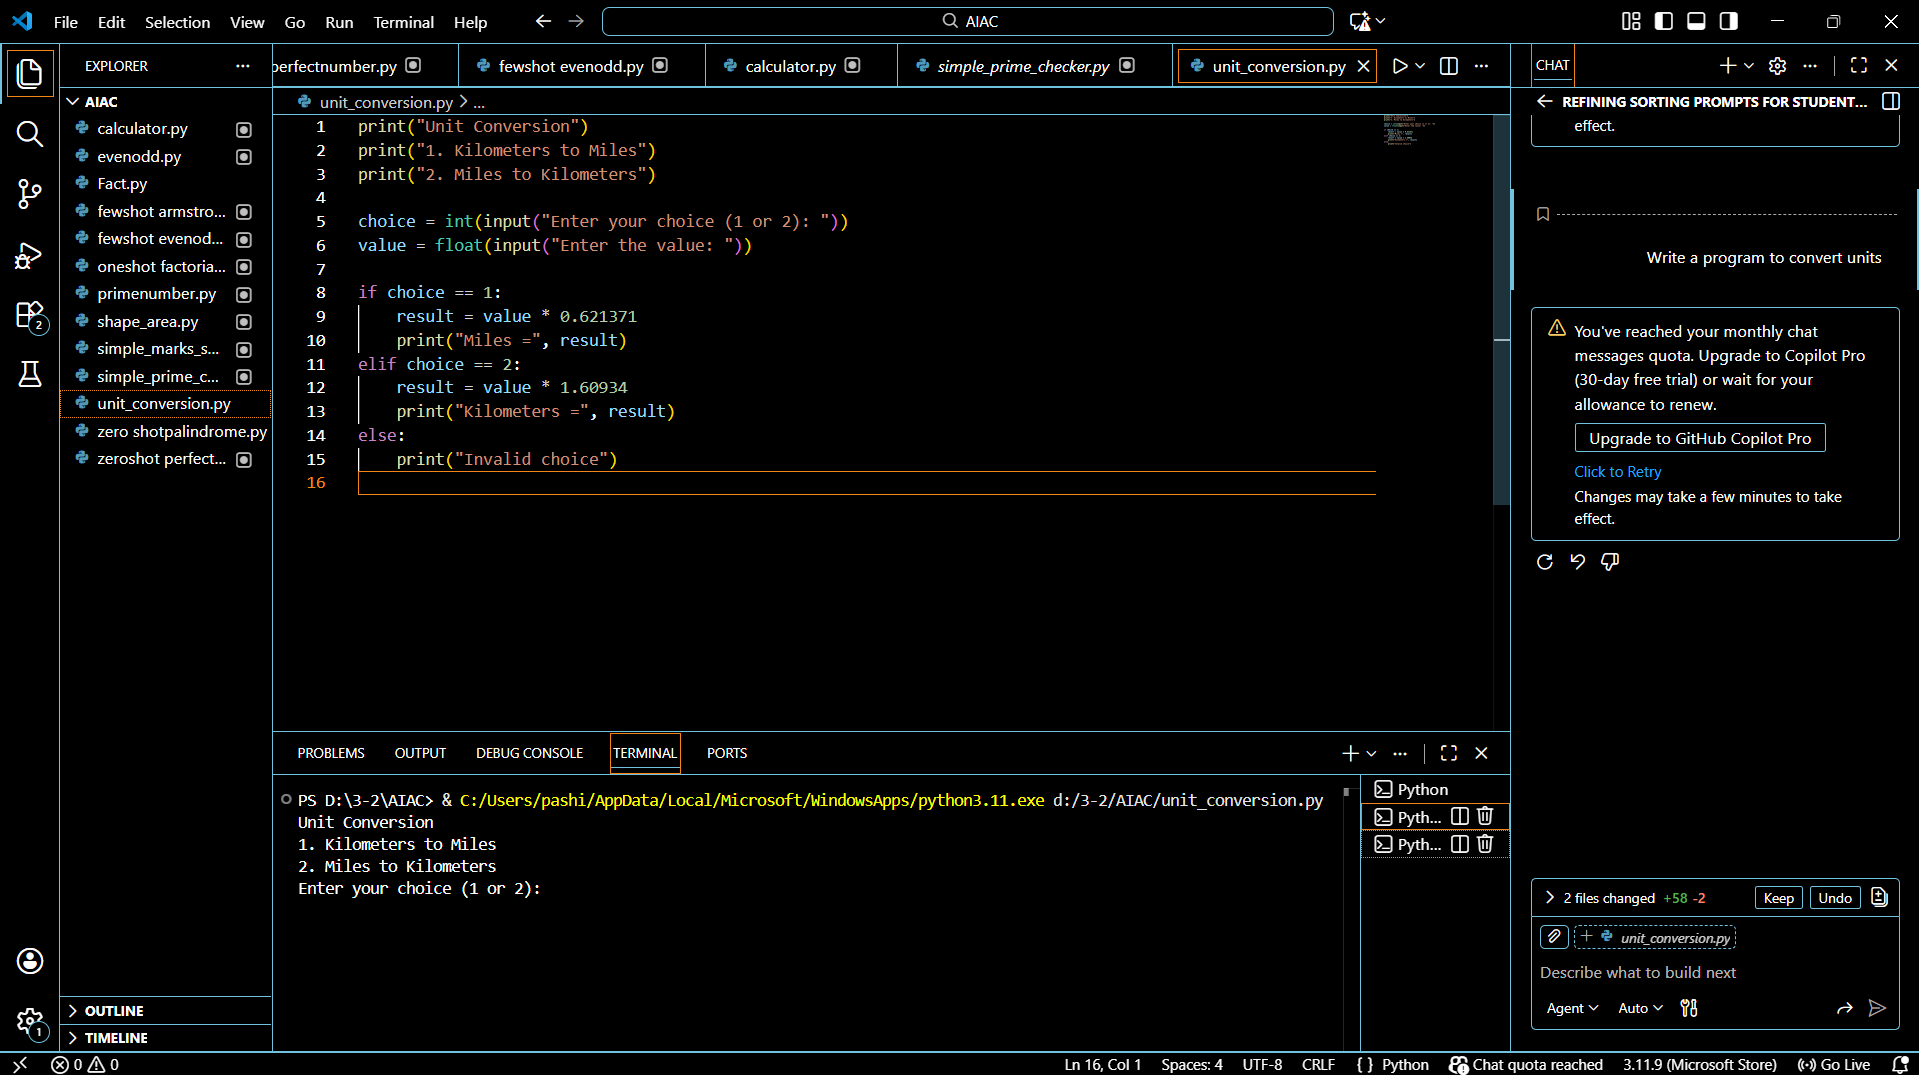 File Edit Selection View Go Run Terminal Help
AIAC
EXPLORER
AIAC
calculator.py
evenodd.py
Fact.py
fewshot armstro...
fewshot evenod...
oneshot factoria...
primenumber.py
shape_area.py
simple_marks_s...
simple_prime_c...
unit_conversion.py
zero shotpalindrome.py
zeroshot perfect...
OUTLINE
TIMELINE
2
1
perfectnumber.py fewshot evenodd.py calculator.py simple_prime_checker.py unit_conversion.py
unit_conversion.py > ...
1 print("Unit Conversion")
2 print("1. Kilometers to Miles")
3 print("2. Miles to Kilometers")
4
5 choice = int(input("Enter your choice (1 or 2): "))
6 value = float(input("Enter the value: "))
7
8 if choice == 1:
9     result = value * 0.621371
10     print("Miles =", result)
11 elif choice == 2:
12     result = value * 1.60934
13     print("Kilometers =", result)
14 else:
15     print("Invalid choice")
16
PROBLEMS OUTPUT DEBUG CONSOLE TERMINAL PORTS
PS D:\3-2\AIAC> & C:/Users/pashi/AppData/Local/Microsoft/WindowsApps/python3.11.exe d:/3-2/AIAC/unit_conversion.py
Unit Conversion
1. Kilometers to Miles
2. Miles to Kilometers
Enter your choice (1 or 2):
Python
Pyth...
Pyth...
CHAT
REFINING SORTING PROMPTS FOR STUDENT...
effect.
Write a program to convert units
You've reached your monthly chat
messages quota. Upgrade to Copilot Pro
(30-day free trial) or wait for your
allowance to renew.
Upgrade to GitHub Copilot Pro
Click to Retry
Changes may take a few minutes to take
effect.
2 files changed +58 -2 Keep Undo
unit_conversion.py
Describe what to build next
Agent Auto
0 0 Ln 16, Col 1 Spaces: 4 UTF-8 CRLF { } Python Chat quota reached 3.11.9 (Microsoft Store) Go Live